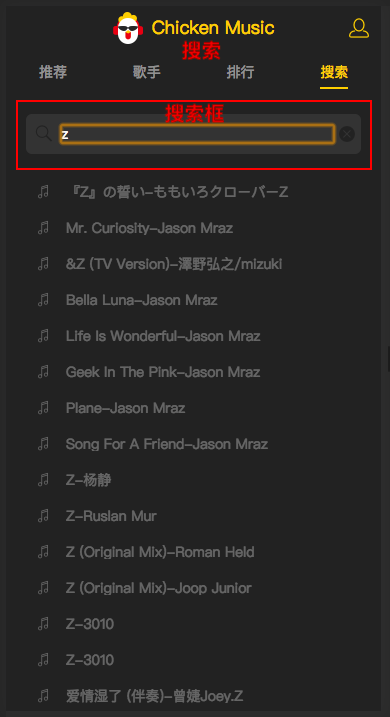 Chicken Music
搜索
推荐 歌手 排行 搜索
搜索框
z
『Z』の誓い-ももいろクローバーZ
Mr. Curiosity-Jason Mraz
&Z (TV Version)-澤野弘之/mizuki
Bella Luna-Jason Mraz
Life Is Wonderful-Jason Mraz
Geek In The Pink-Jason Mraz
Plane-Jason Mraz
Song For A Friend-Jason Mraz
Z-杨静
Z-Ruslan Mur
Z (Original Mix)-Roman Held
Z (Original Mix)-Joop Junior
Z-3010
Z-3010
爱情湿了 (伴奏)-曾婕Joey.Z